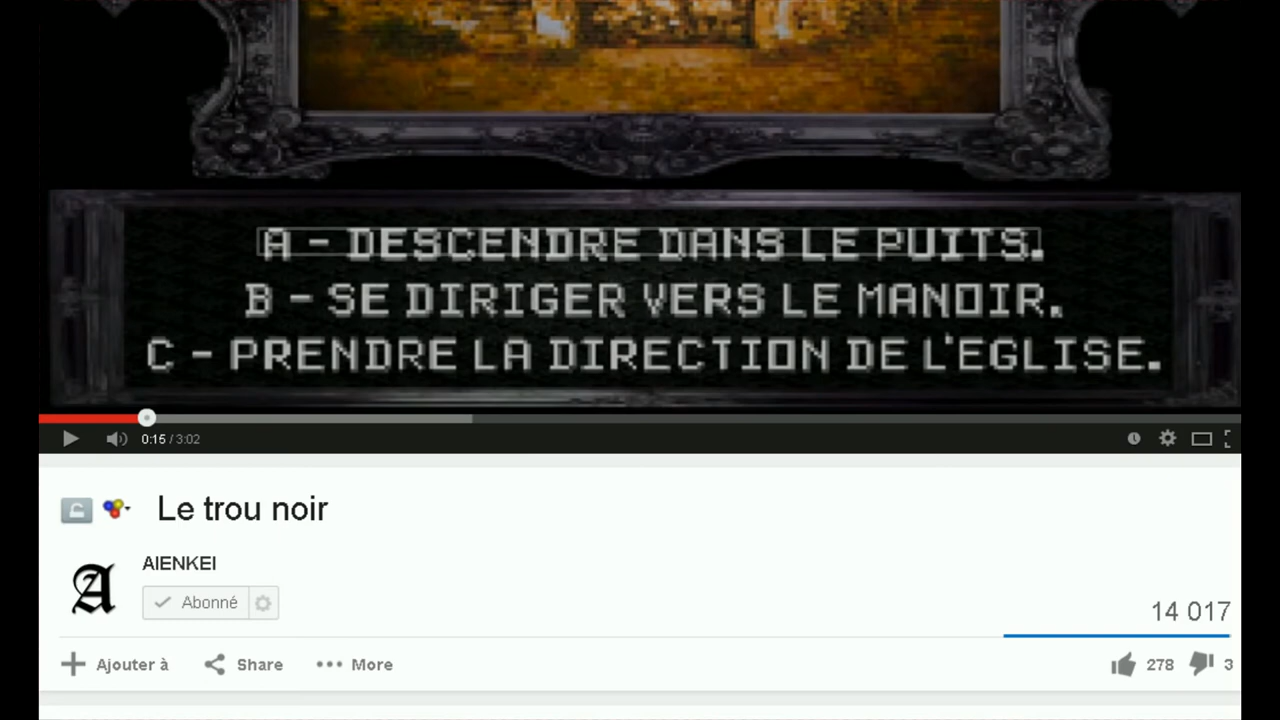 A - DESCENDRE DANS LE PUITS.
B - SE DIRIGER VERS LE MANOIR.
C - PRENDRE LA DIRECTION DE L'EGLISE.
0:15 / 3:02
Le trou noir
A
AIENKEI
Abonné
14 017
Ajouter à Share More 278 3